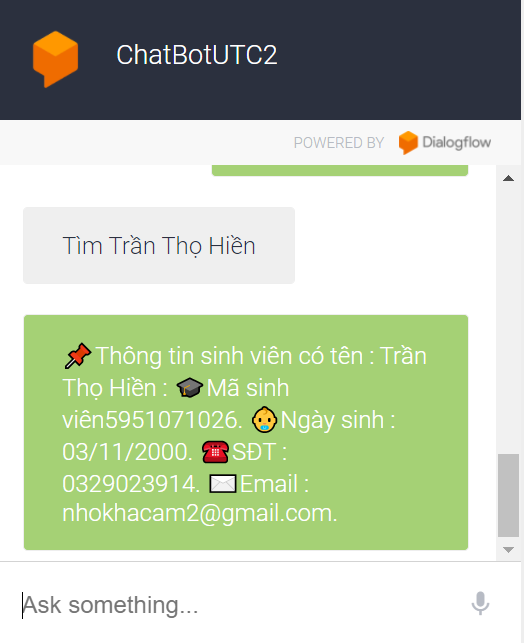 ChatBotUTC2
POWERED BY Dialogflow
Tìm Trần Thọ Hiền
📌Thông tin sinh viên có tên : Trần
Thọ Hiền : 🎓Mã sinh
viên5951071026. 👶Ngày sinh :
03/11/2000. ☎️SĐT :
0329023914. ✉️Email :
nhokhacam2@gmail.com.
Ask something...